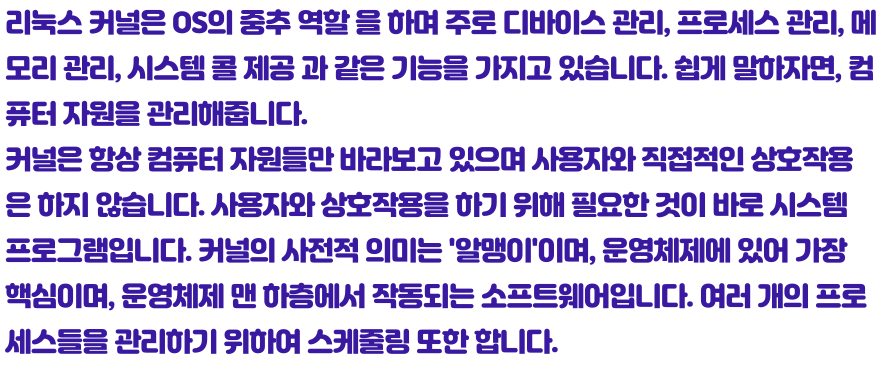 리눅스 커널은 OS의 중추 역할 을 하며 주로 디바이스 관리, 프로세스 관리, 메
모리 관리, 시스템 콜 제공 과 같은 기능을 가지고 있습니다. 쉽게 말하자면, 컴
퓨터 자원을 관리해줍니다.
커널은 항상 컴퓨터 자원들만 바라보고 있으며 사용자와 직접적인 상호작용
은 하지 않습니다. 사용자와 상호작용을 하기 위해 필요한 것이 바로 시스템
프로그램입니다. 커널의 사전적 의미는 '알맹이'이며, 운영체제에 있어 가장
핵심이며, 운영체제 맨 하층에서 작동되는 소프트웨어입니다. 여러 개의 프로
세스들을 관리하기 위하여 스케줄링 또한 합니다.